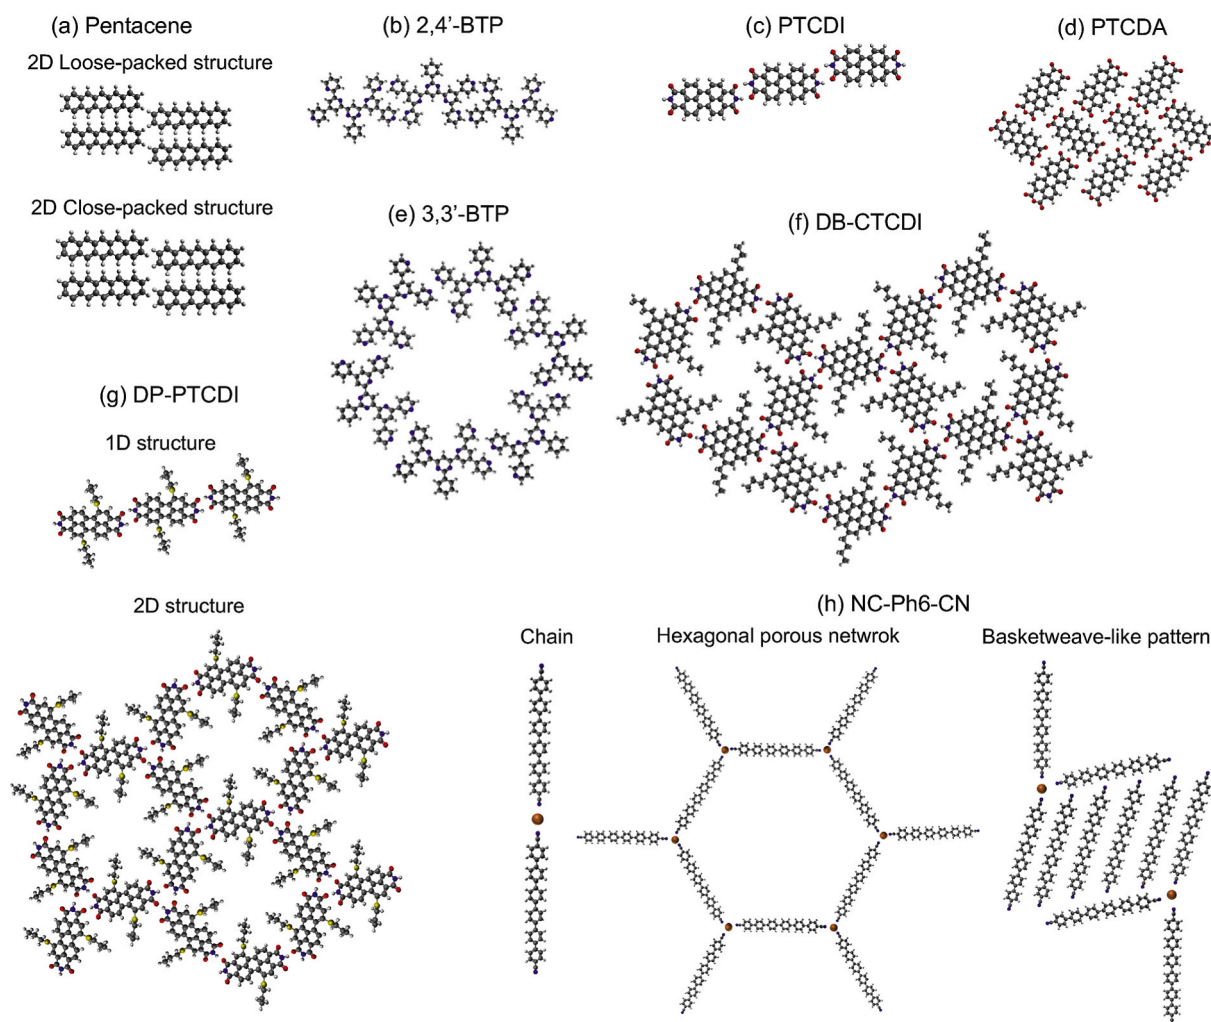 (a) Pentacene
2D Loose-packed structure
2D Close-packed structure
(b) 2,4'-BTP
(c) PTCDI
(d) PTCDA
(e) 3,3'-BTP
(f) DB-CTCDI
(g) DP-PTCDI
1D structure
2D structure
(h) NC-Ph6-CN
Chain
Hexagonal porous netwrok
Basketweave-like pattern